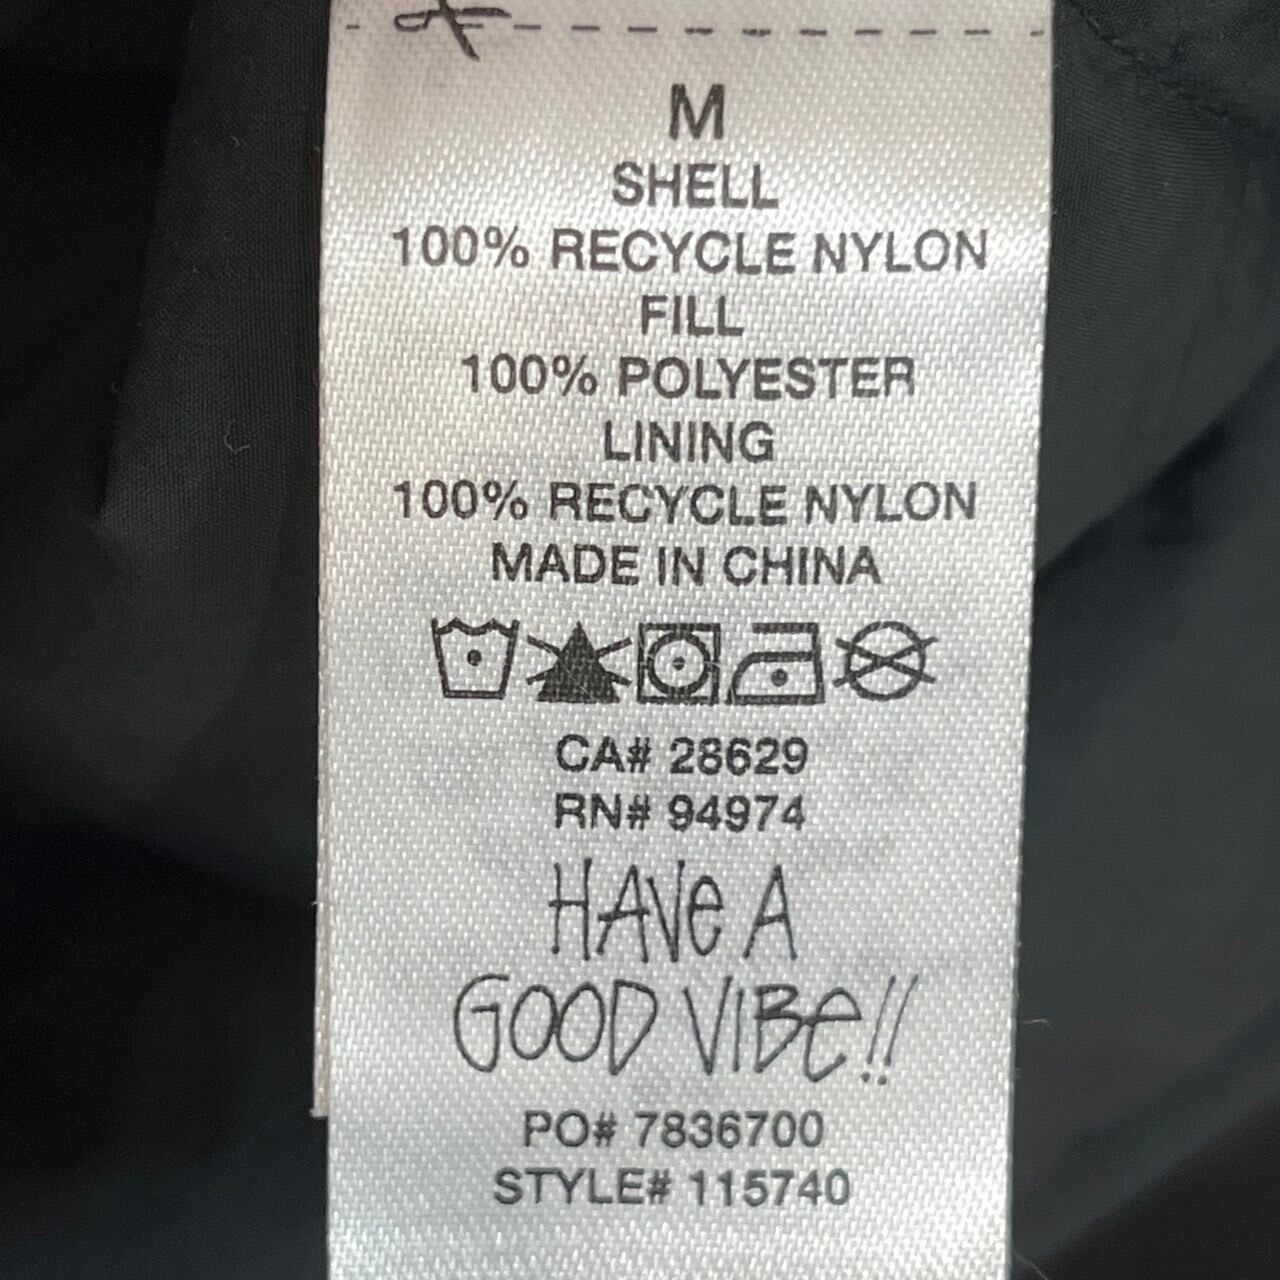 M
SHELL
100% RECYCLE NYLON
FILL
100% POLYESTER
LINING
100% RECYCLE NYLON
MADE IN CHINA
CA# 28629
RN# 94974
HAVe A
GOOD VIBe!!
PO# 7836700
STYLE# 115740